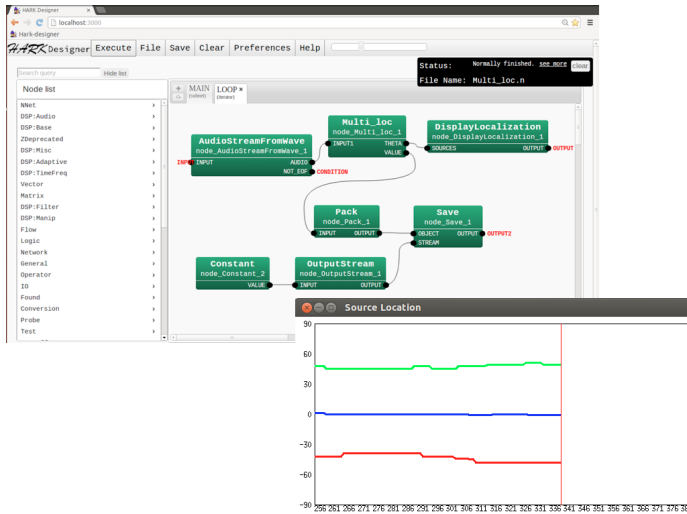 HARK Designer
localhost:3000
Hark-designer
HARK Designer Execute File Save Clear Preferences Help
Status: Normally finished. see more clear
File Name: Multi_loc.n
Search query Hide list
Node list
NNet
DSP:Audio
DSP:Base
ZDeprecated
DSP:Misc
DSP:Adaptive
DSP:TimeFreq
Vector
Matrix
DSP:Filter
DSP:Manip
Flow
Logic
Network
General
Operator
IO
Found
Conversion
Probe
Test
MAIN
(subnet)
LOOP
(iterator)
AudioStreamFromWave
node_AudioStreamFromWave_1
INPUT INPUT AUDIO
NOT_EOF CONDITION
Multi_loc
node_Multi_loc_1
INPUT1 THETA
VALUE
DisplayLocalization
node_DisplayLocalization_1
SOURCES OUTPUT OUTPUT
Pack
node_Pack_1
INPUT OUTPUT
Save
node_Save_1
OBJECT OUTPUT OUTPUT2
STREAM
Constant
node_Constant_2
VALUE
OutputStream
node_OutputStream_1
INPUT OUTPUT
Source Location
90
60
30
0
-30
-60
-90
256 261 266 271 276 281 286 291 296 301 306 311 316 321 326 331 336 341 346 351 356 361 366 371 376